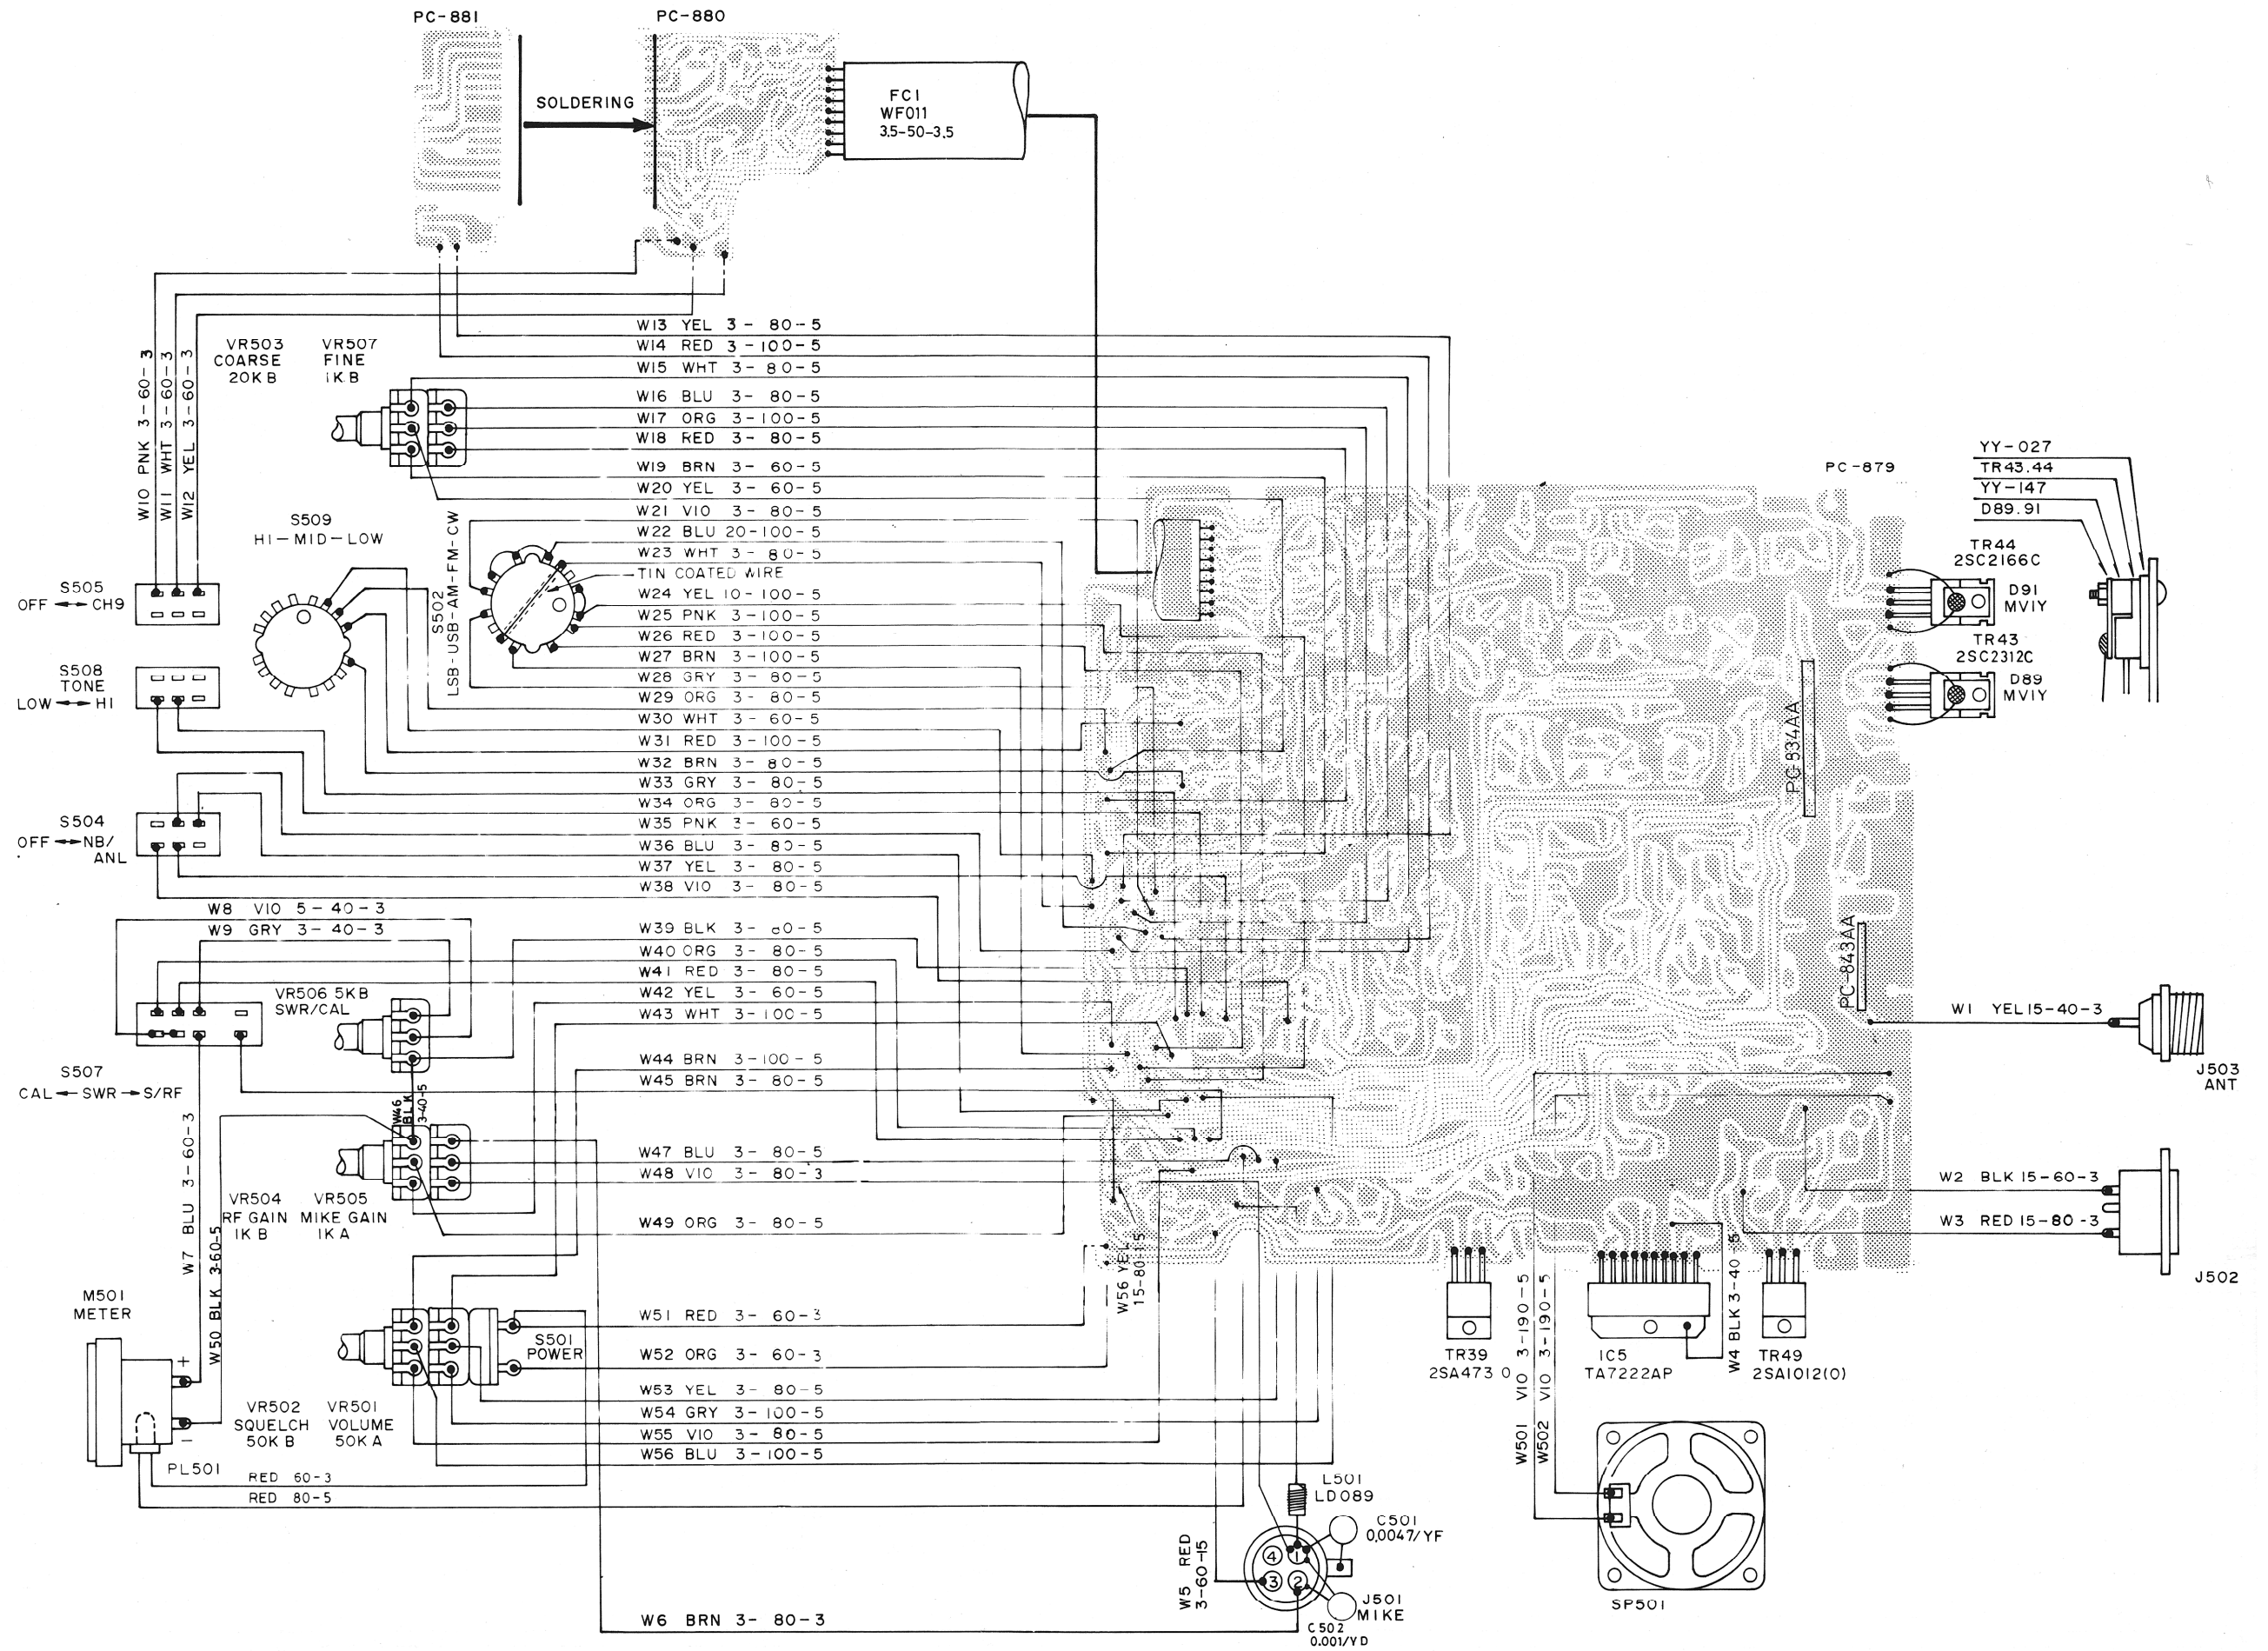 PC-881
PC-880
SOLDERING
FC1
WF011
3.5-50-3.5
W10 PNK 3-60-3
W11 WHT 3-60-3
W12 YEL 3-60-3
VR503
COARSE
20KB
VR507
FINE
1KB
W13 YEL 3-80-5
W14 RED 3-100-5
W15 WHT 3-80-5
W16 BLU 3-80-5
W17 ORG 3-100-5
W18 RED 3-80-5
W19 BRN 3-60-5
W20 YEL 3-60-5
W21 VIO 3-80-5
W22 BLU 20-100-5
W23 WHT 3-80-5
TIN COATED WIRE
W24 YEL 10-100-5
W25 PNK 3-100-5
W26 RED 3-100-5
W27 BRN 3-100-5
W28 GRY 3-80-5
W29 ORG 3-80-5
W30 WHT 3-60-5
W31 RED 3-100-5
W32 BRN 3-80-5
W33 GRY 3-80-5
W34 ORG 3-80-5
W35 PNK 3-60-5
W36 BLU 3-80-5
W37 YEL 3-80-5
W38 VIO 3-80-5
S509
HI-MID-LOW
S502
LSB-USB-AM-FM-CW
S505
OFF ↔ CH9
S508
TONE
LOW ↔ HI
S504
OFF ↔ NB/
ANL
W8 VIO 5-40-3
W9 GRY 3-40-3
W39 BLK 3-60-5
W40 ORG 3-80-5
W41 RED 3-80-5
W42 YEL 3-60-5
W43 WHT 3-100-5
W44 BRN 3-100-5
W45 BRN 3-80-5
VR506 5KB
SWR/CAL
S507
CAL ← SWR → S/RF
W46
BLK
3-40-5
W47 BLU 3-80-5
W48 VIO 3-80-3
W49 ORG 3-80-5
VR504
RF GAIN
1KB
VR505
MIKE GAIN
1KA
W7 BLU 3-60-3
W50 BLK 3-60-5
M501
METER
+
−
PL501
S501
POWER
W51 RED 3-60-3
W52 ORG 3-60-3
W53 YEL 3-80-5
W54 GRY 3-100-5
W55 VIO 3-80-5
W56 BLU 3-100-5
VR502
SQUELCH
50KB
VR501
VOLUME
50KA
RED 60-3
RED 80-5
W6 BRN 3-80-3
W56 YEL
15-80-15
W5 RED
3-60-15
L501
LD089
C501
0.0047/YF
4
1
3
2
J501
MIKE
C502
0.001/YD
PC-879
YY-027
TR43.44
YY-147
D89.91
TR44
2SC2166C
D91
MV1Y
TR43
2SC2312C
D89
MV1Y
PC-834AA
PC-843AA
W1 YEL 15-40-3
J503
ANT
W2 BLK 15-60-3
W3 RED 15-80-3
J502
TR39
2SA473 O
IC5
TA7222AP
W4 BLK 3-40-5
TR49
2SA1012(O)
W501 VIO 3-190-5
W502 VIO 3-190-5
SP501